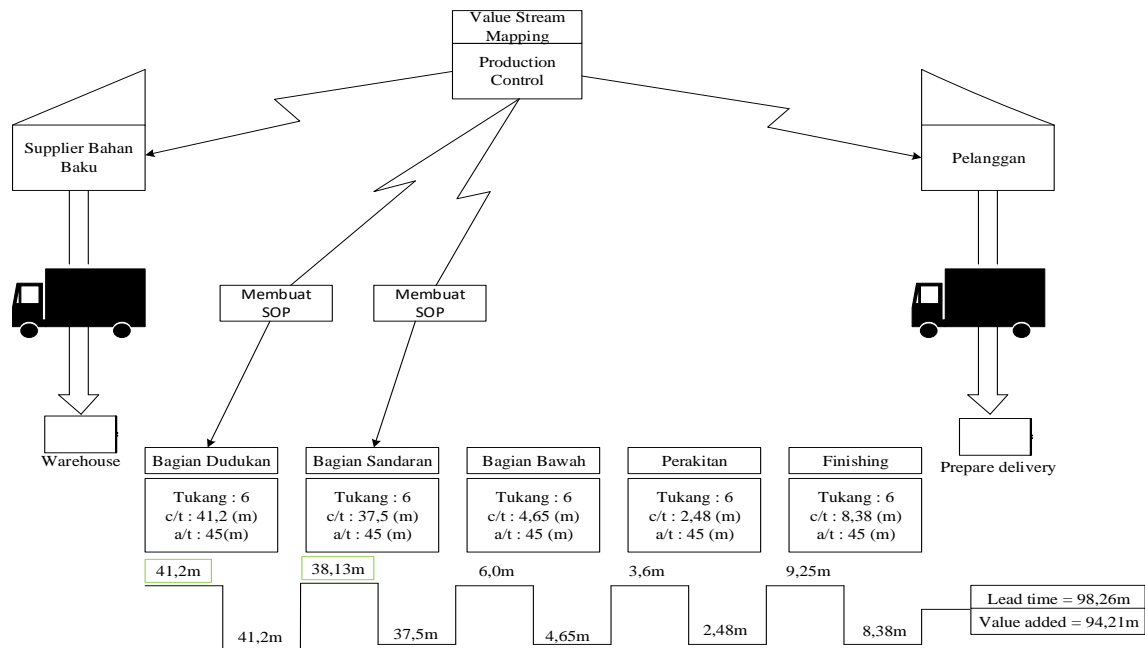 Value Stream
Mapping
Production
Control
Supplier Bahan
Baku
Pelanggan
Membuat
SOP
Membuat
SOP
Warehouse
Prepare delivery
Bagian Dudukan
Bagian Sandaran
Bagian Bawah
Perakitan
Finishing
Tukang : 6
c/t : 41,2 (m)
a/t : 45(m)
Tukang : 6
c/t : 37,5 (m)
a/t : 45 (m)
Tukang : 6
c/t : 4,65 (m)
a/t : 45 (m)
Tukang : 6
c/t : 2,48 (m)
a/t : 45 (m)
Tukang : 6
c/t : 8,38 (m)
a/t : 45 (m)
41,2m
38,13m
6,0m
3,6m
9,25m
41,2m
37,5m
4,65m
2,48m
8,38m
Lead time = 98,26m
Value added = 94,21m